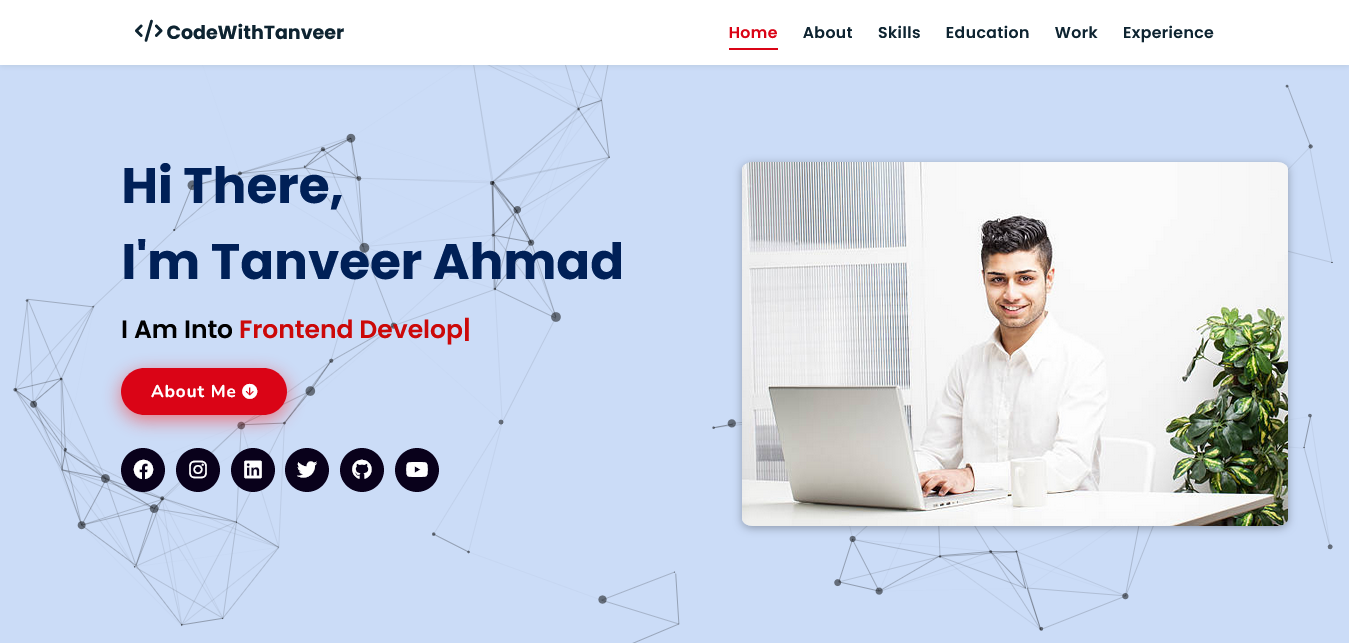 </> CodeWithTanveer
Home About Skills Education Work Experience
Hi There,
I'm Tanveer Ahmad
I Am Into Frontend Develop|
About Me